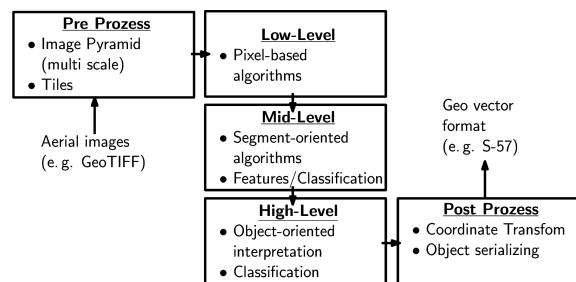 Pre Prozess
• Image Pyramid
(multi scale)
• Tiles
Aerial images
(e. g. GeoTIFF)
Low-Level
• Pixel-based
algorithms
Mid-Level
• Segment-oriented
algorithms
• Features/Classification
High-Level
• Object-oriented
interpretation
• Classification
Post Prozess
• Coordinate Transfom
• Object serializing
Geo vector
format
(e. g. S-57)